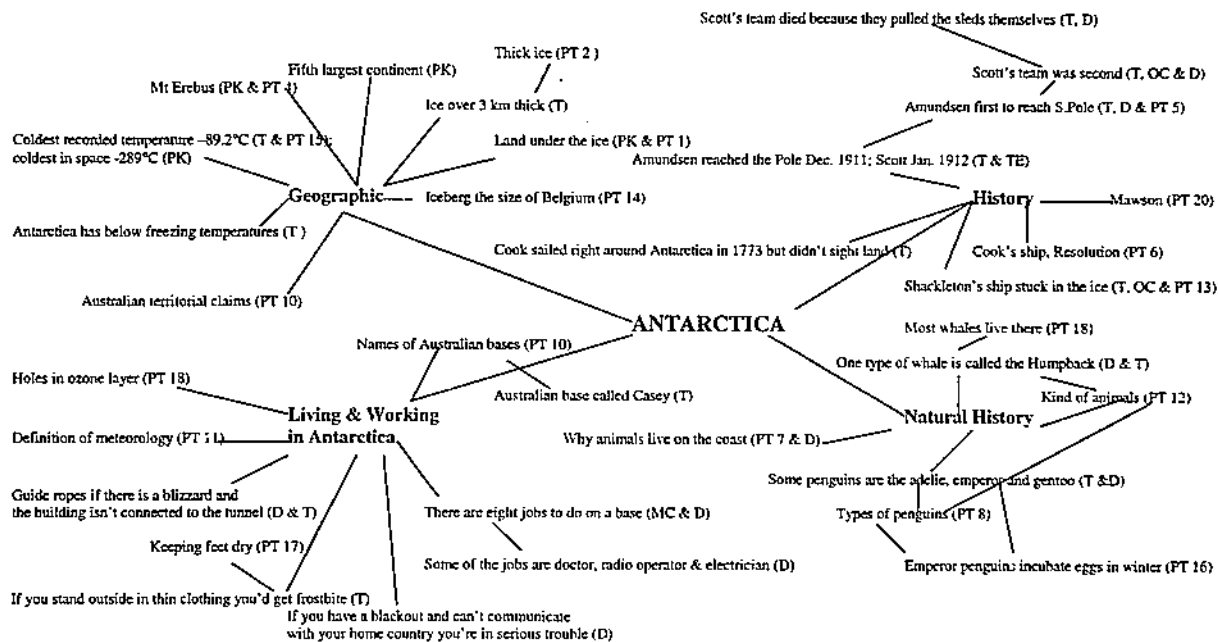 Scott's team died because they pulled the sleds themselves (T, D)
Thick ice (PT 2)
Fifth largest continent (PK)
Scott's team was second (T, OC & D)
Mt Erebus (PK & PT 4)
Ice over 3 km thick (T)
Amundsen first to reach S.Pole (T, D & PT 5)
Coldest recorded temperature –89.2°C (T & PT 15);
coldest in space -289°C (PK)
Land under the ice (PK & PT 1)
Amundsen reached the Pole Dec. 1911; Scott Jan. 1912 (T & TE)
Geographic
Iceberg the size of Belgium (PT 14)
History
Mawson (PT 20)
Antarctica has below freezing temperatures (T )
Cook sailed right around Antarctica in 1773 but didn't sight land (T)
Cook's ship, Resolution (PT 6)
Shackleton's ship stuck in the ice (T, OC & PT 13)
Australian territorial claims (PT 10)
ANTARCTICA
Most whales live there (PT 18)
Names of Australian bases (PT 10)
One type of whale is called the Humpback (D & T)
Holes in ozone layer (PT 18)
Australian base called Casey (T)
Kind of animals (PT 12)
Living & Working
in Antarctica
Natural History
Definition of meteorology (PT 11)
Why animals live on the coast (PT 7 & D)
Some penguins are the adelie, emperor and gentoo (T &D)
Guide ropes if there is a blizzard and
the building isn't connected to the tunnel (D & T)
There are eight jobs to do on a base (MC & D)
Types of penguins (PT 8)
Keeping feet dry (PT 17)
Some of the jobs are doctor, radio operator & electrician (D)
Emperor penguins incubate eggs in winter (PT 16)
If you stand outside in thin clothing you'd get frostbite (T)
If you have a blackout and can't communicate
with your home country you're in serious trouble (D)